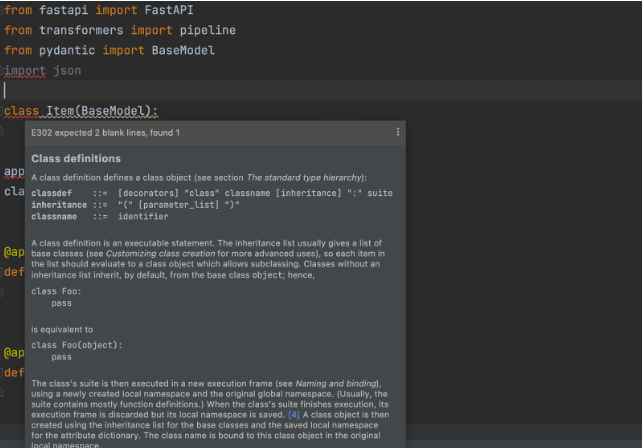 from fastapi import FastAPI
from transformers import pipeline
from pydantic import BaseModel
import json
class Item(BaseModel):
E302 expected 2 blank lines, found 1
Class definitions
A class definition defines a class object (see section The standard type hierarchy):
classdef ::= [decorators] "class" classname [inheritance] ":" suite
inheritance ::= "(" [parameter_list] ")"
classname ::= identifier
app
cla
A class definition is an executable statement. The inheritance list usually gives a list of
base classes (see Customizing class creation for more advanced uses), so each item in
the list should evaluate to a class object which allows subclassing. Classes without an
inheritance list inherit, by default, from the base class object; hence,
@ap
def
class Foo:
pass
is equivalent to
class Foo(object):
pass
@ap
def
The class's suite is then executed in a new execution frame (see Naming and binding),
using a newly created local namespace and the original global namespace. (Usually, the
suite contains mostly function definitions.) When the class's suite finishes execution, its
execution frame is discarded but its local namespace is saved. [4] A class object is then
created using the inheritance list for the base classes and the saved local namespace
for the attribute dictionary. The class name is bound to this class object in the original
local namespace.